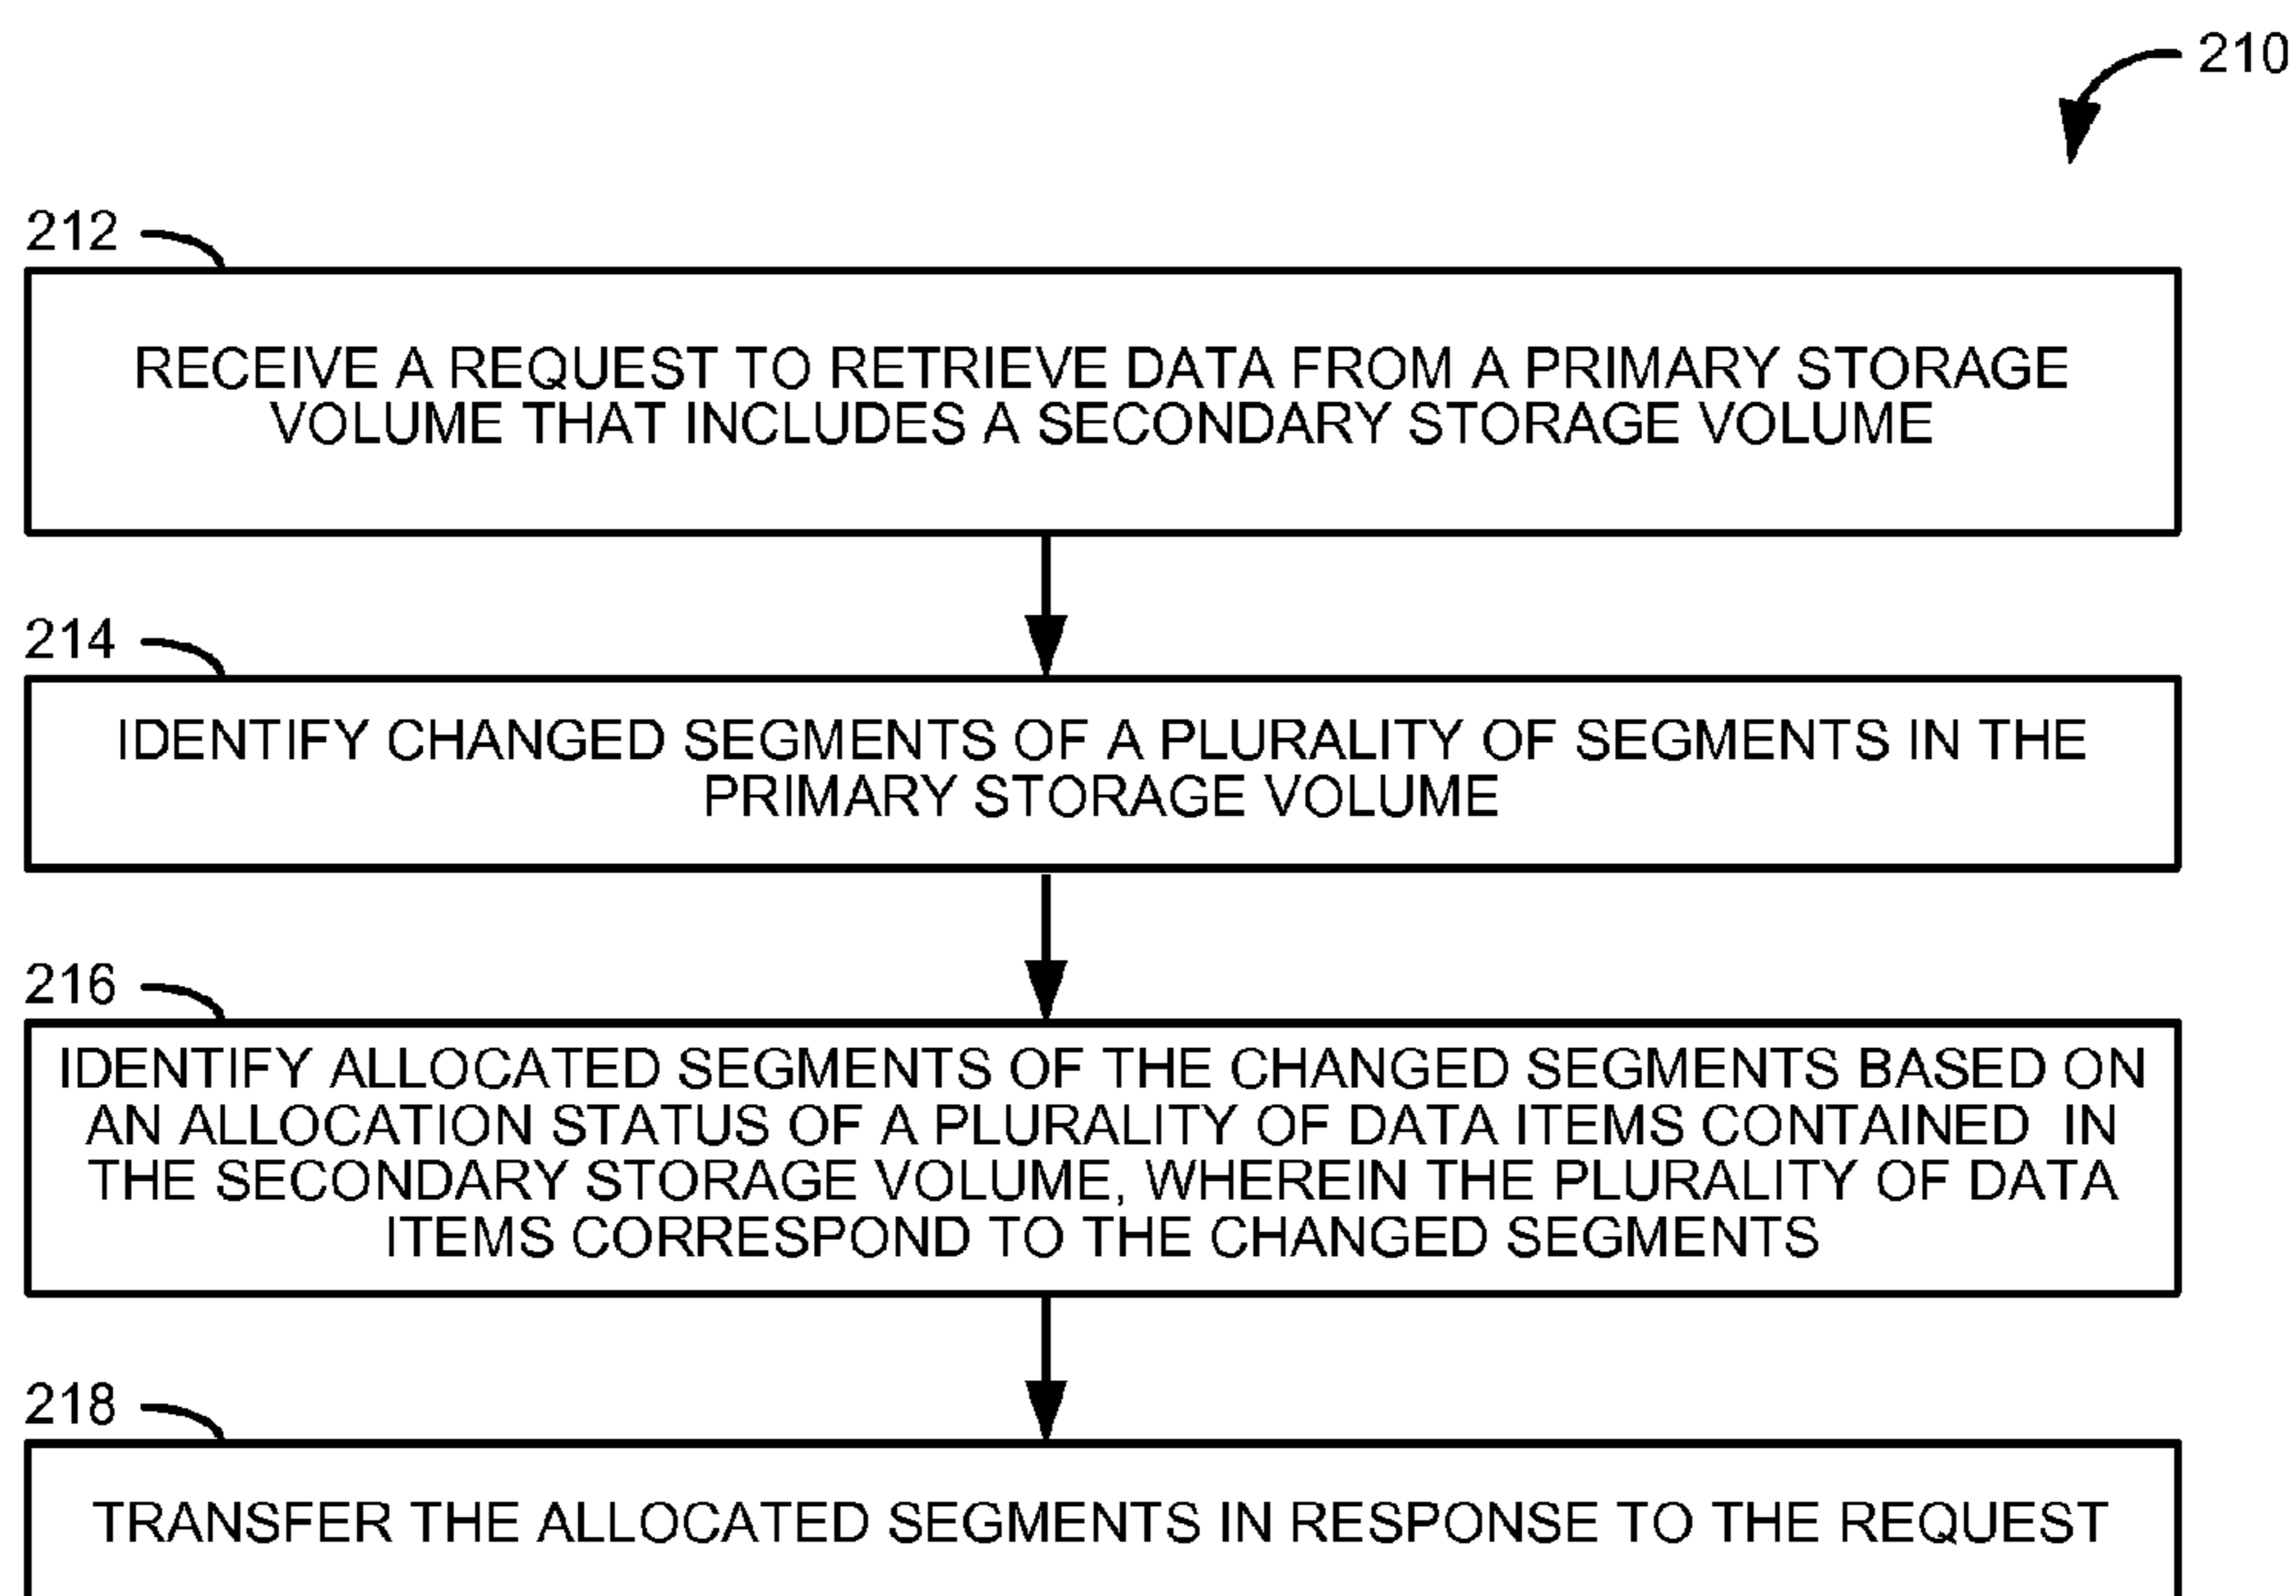 210
212
RECEIVE A REQUEST TO RETRIEVE DATA FROM A PRIMARY STORAGE
VOLUME THAT INCLUDES A SECONDARY STORAGE VOLUME
214
IDENTIFY CHANGED SEGMENTS OF A PLURALITY OF SEGMENTS IN THE
PRIMARY STORAGE VOLUME
216
IDENTIFY ALLOCATED SEGMENTS OF THE CHANGED SEGMENTS BASED ON
AN ALLOCATION STATUS OF A PLURALITY OF DATA ITEMS CONTAINED IN
THE SECONDARY STORAGE VOLUME, WHEREIN THE PLURALITY OF DATA
ITEMS CORRESPOND TO THE CHANGED SEGMENTS
218
TRANSFER THE ALLOCATED SEGMENTS IN RESPONSE TO THE REQUEST